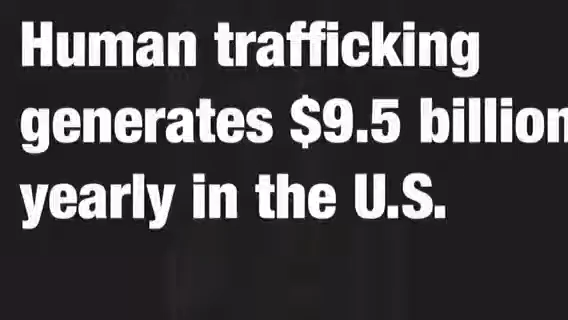 Human trafficking
generates $9.5 billion
yearly in the U.S.